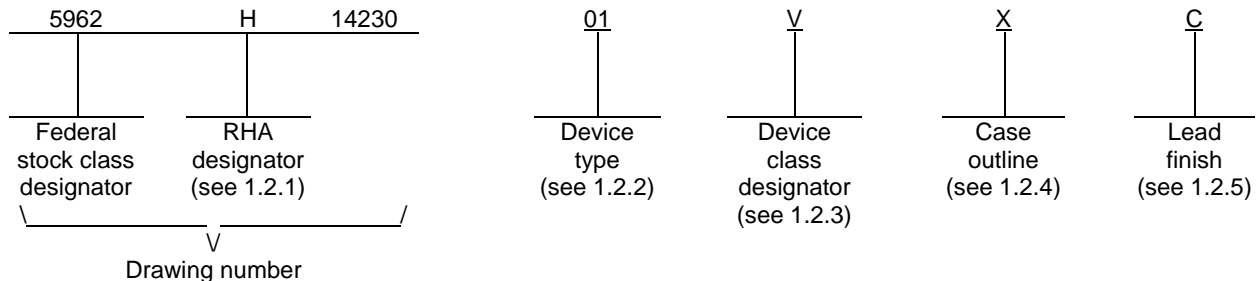 5962 H 14230 01 V X C
Federal stock class designator
RHA designator (see 1.2.1)
Device type (see 1.2.2)
Device class designator (see 1.2.3)
Case outline (see 1.2.4)
Lead finish (see 1.2.5)
\ /
\/
Drawing number